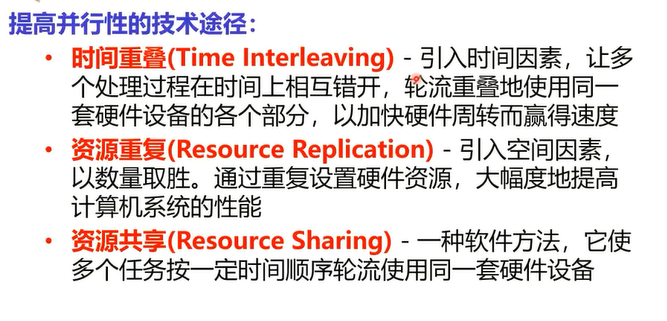 提高并行性的技术途径：
• 时间重叠(Time Interleaving) - 引入时间因素，让多
个处理过程在时间上相互错开，轮流重叠地使用同一
套硬件设备的各个部分，以加快硬件周转而赢得速度
• 资源重复(Resource Replication) - 引入空间因素，
以数量取胜。通过重复设置硬件资源，大幅度地提高
计算机系统的性能
• 资源共享(Resource Sharing) - 一种软件方法，它使
多个任务按一定时间顺序轮流使用同一套硬件设备